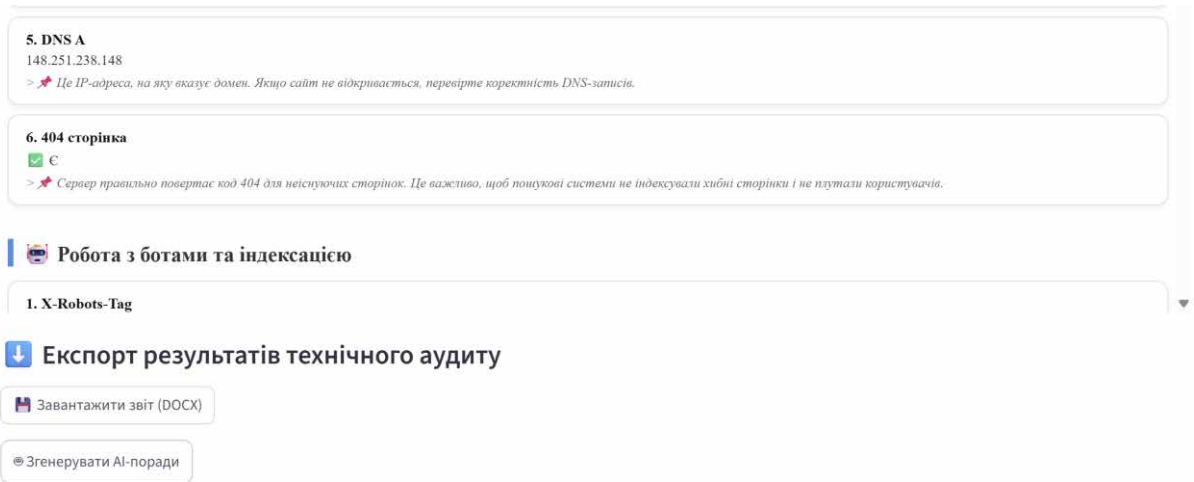 5. DNS A
148.251.238.148
> 📌 Це IP-адреса, на яку вказує домен. Якщо сайт не відкривається, перевірте коректність DNS-записів.
6. 404 сторінка
✅ Є
> 📌 Сервер правильно повертає код 404 для неіснуючих сторінок. Це важливо, щоб пошукові системи не індексували хибні сторінки і не плутали користувачів.
🤖 Робота з ботами та індексацією
1. X-Robots-Tag
⬇️ Експорт результатів технічного аудиту
💾 Завантажити звіт (DOCX)
Згенерувати AI-поради